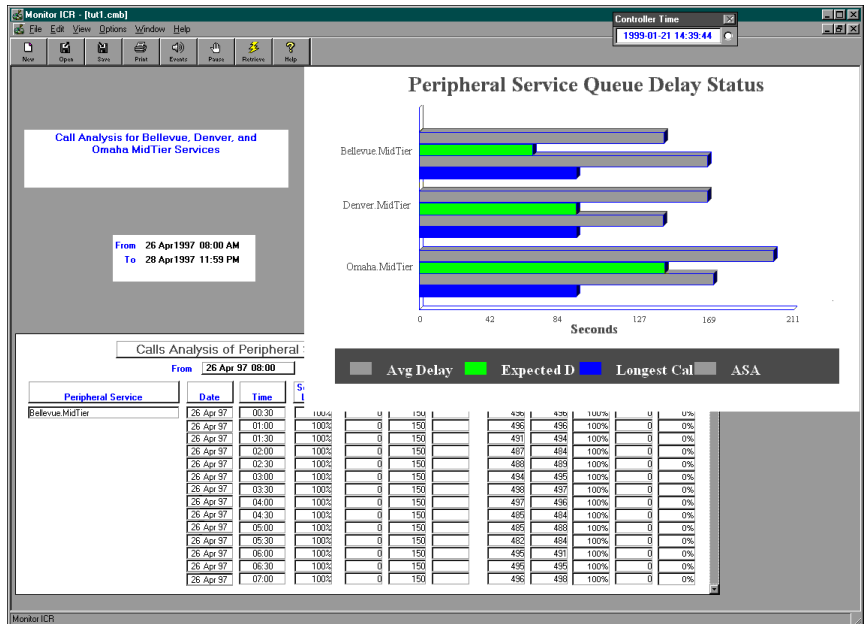 Monitor ICR - [tut1.cmb]
File Edit View Options Window Help
Controller Time
1999-01-21 14:39:44
New Open Save Print Events Pause Retrieve Help
Call Analysis for Bellevue, Denver, and
Omaha MidTier Services
From 26 Apr1997 08:00 AM
To 28 Apr1997 11:59 PM
Peripheral Service Queue Delay Status
Bellevue.MidTier
Denver.MidTier
Omaha.MidTier
0 42 84 127 169 211
Seconds
Avg Delay Expected D Longest Cal ASA
Calls Analysis of Peripheral
From 26 Apr 97 08:00
Peripheral Service Date Time
Bellevue.MidTier 26 Apr 97 00:30 100% 0 150 496 496 100% 0 0%
26 Apr 97 01:00 100% 0 150 496 496 100% 0 0%
26 Apr 97 01:30 100% 0 150 491 494 100% 0 0%
26 Apr 97 02:00 100% 0 150 487 484 100% 0 0%
26 Apr 97 02:30 100% 0 150 488 489 100% 0 0%
26 Apr 97 03:00 100% 0 150 494 495 100% 0 0%
26 Apr 97 03:30 100% 0 150 498 497 100% 0 0%
26 Apr 97 04:00 100% 0 150 497 496 100% 0 0%
26 Apr 97 04:30 100% 0 150 485 484 100% 0 0%
26 Apr 97 05:00 100% 0 150 485 488 100% 0 0%
26 Apr 97 05:30 100% 0 150 482 484 100% 0 0%
26 Apr 97 06:00 100% 0 150 495 491 100% 0 0%
26 Apr 97 06:30 100% 0 150 495 495 100% 0 0%
26 Apr 97 07:00 100% 0 150 496 498 100% 0 0%
Monitor ICR